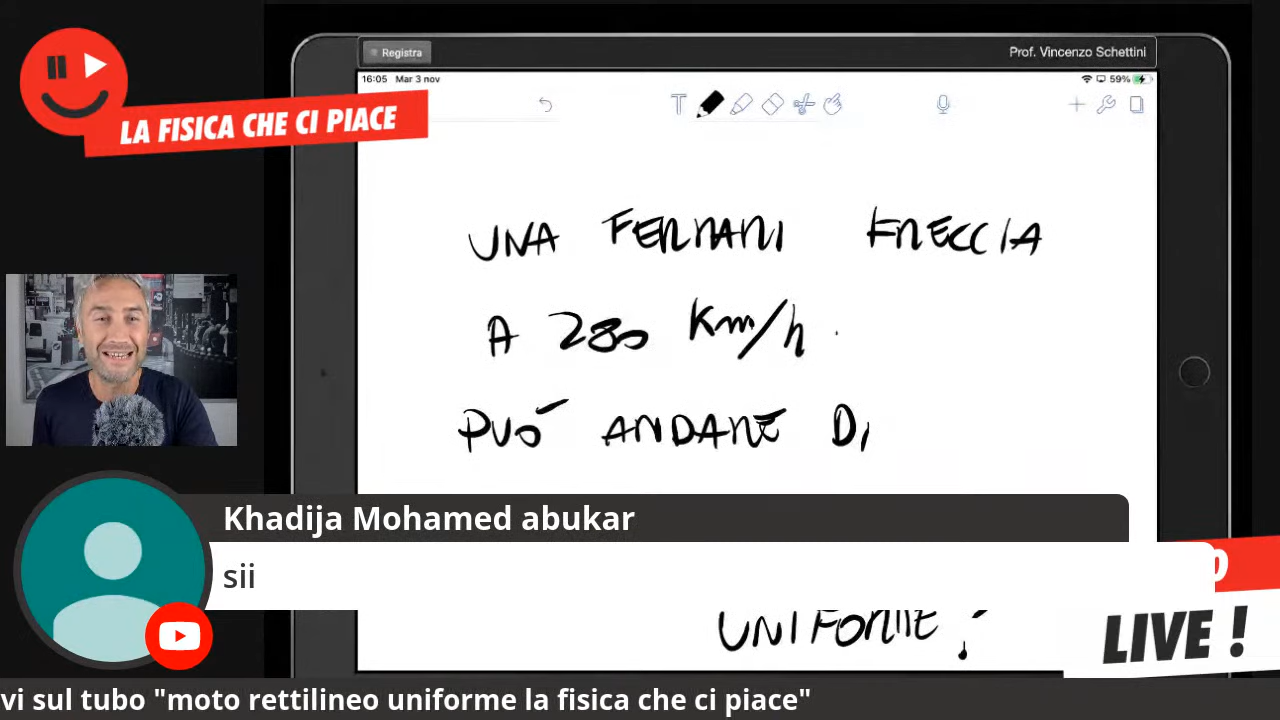 Registra
Prof. Vincenzo Schettini
16:05 Mar 3 nov
59%
LA FISICA CHE CI PIACE
UNA FERRARI FRECCIA
A 280 Km/h.
PUÓ ANDARE DI
Khadija Mohamed abukar
sii
UNIFORME?
LIVE !
vi sul tubo "moto rettilineo uniforme la fisica che ci piace"